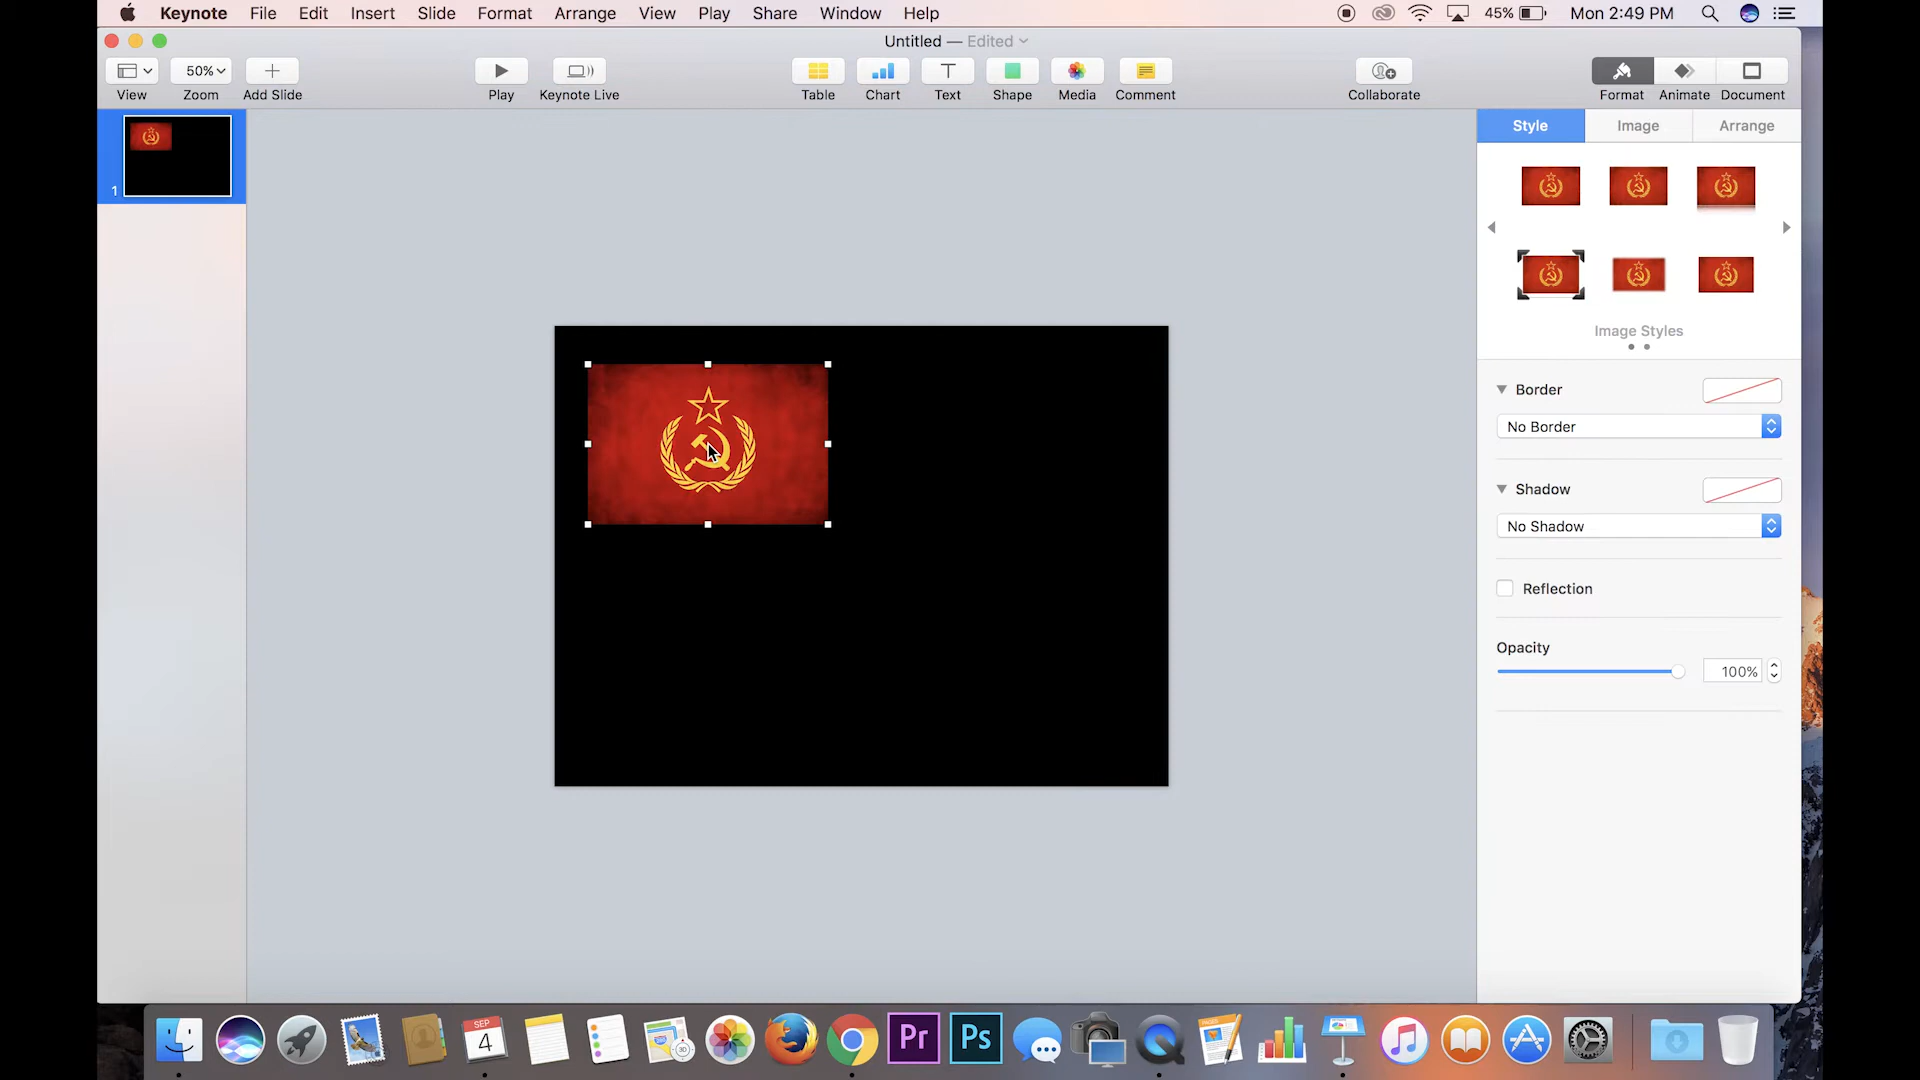 Keynote File Edit Insert Slide Format Arrange View Play Share Window Help 45% Mon 2:49 PM
Untitled — Edited
50%
View Zoom Add Slide Play Keynote Live Table Chart Text Shape Media Comment Collaborate Format Animate Document
Style Image Arrange
1
Image Styles
Border
No Border
Shadow
No Shadow
Reflection
Opacity
100%
SEP
4
Pr
Ps